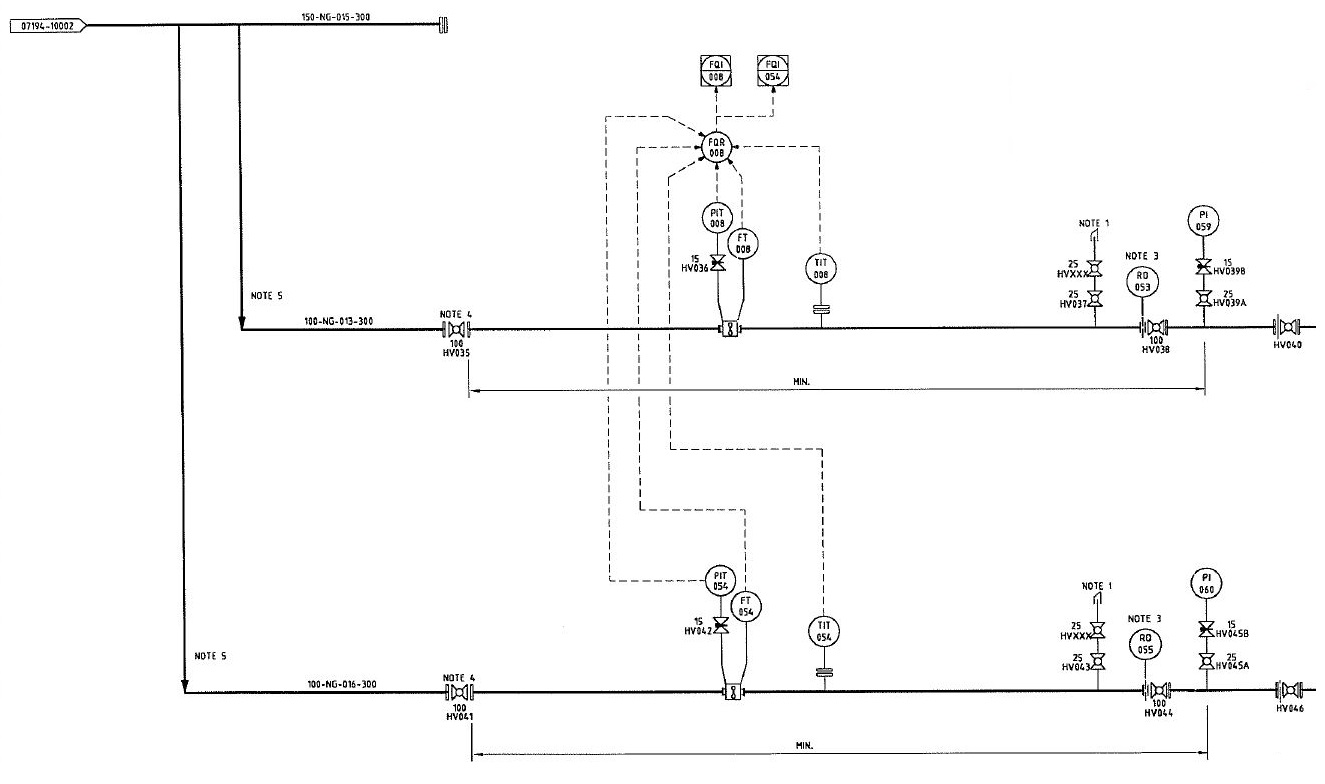 150-NG-015-300
07194-10002
FQI
008
FQI
054
FQR
008
PIT
008
FT
008
15
HV036
TIT
008
NOTE 1
25
HVXXX
25
HV037
NOTE 3
RO
053
PI
059
15
HV039B
25
HV039A
NOTE 5
100-NG-013-300
NOTE 4
100
HV035
100
HV038
HV040
MIN.
PIT
054
FT
054
15
HV042
TIT
054
NOTE 1
25
HVXXX
25
HV043
NOTE 3
RO
055
PI
060
15
HV045B
25
HV045A
NOTE 5
100-NG-016-300
NOTE 4
100
HV041
100
HV044
HV046
MIN.